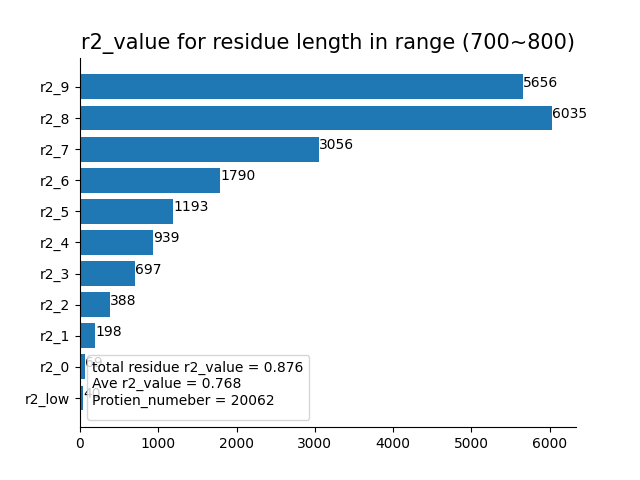 r2_value for residue length in range (700~800)
r2_9 5656
r2_8 6035
r2_7 3056
r2_6 1790
r2_5 1193
r2_4 939
r2_3 697
r2_2 388
r2_1 198
r2_0
r2_low
total residue r2_value = 0.876
Ave r2_value = 0.768
Protien_numeber = 20062
0 1000 2000 3000 4000 5000 6000